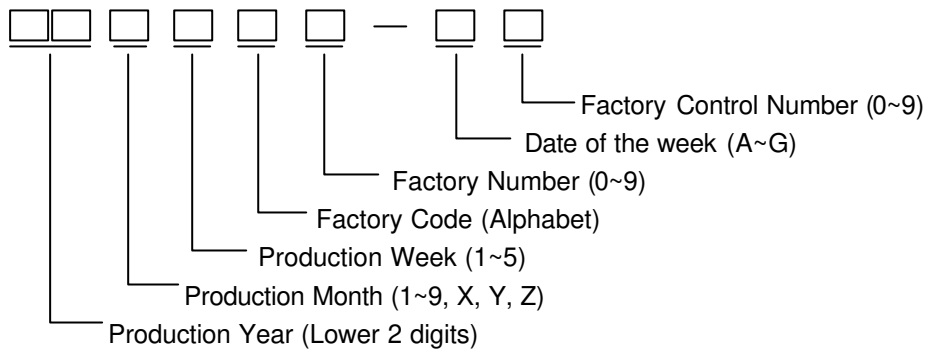 Factory Control Number (0~9)
Date of the week (A~G)
Factory Number (0~9)
Factory Code (Alphabet)
Production Week (1~5)
Production Month (1~9, X, Y, Z)
Production Year (Lower 2 digits)